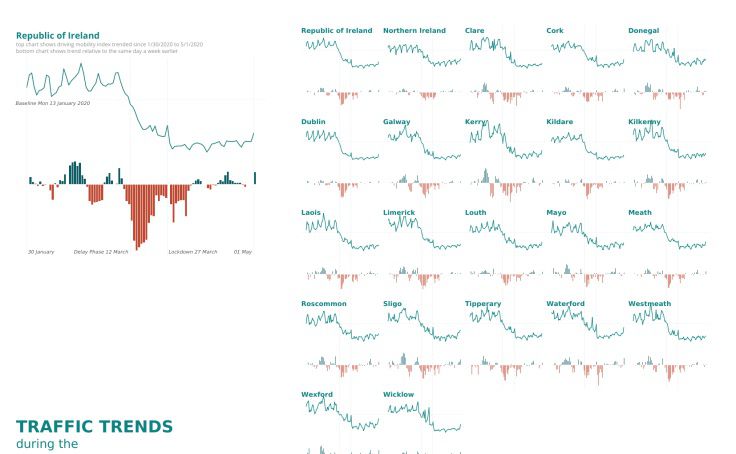 Republic of Ireland
top chart shows driving mobility index trended since 1/30/2020 to 5/1/2020
bottom chart shows trend relative to the same day a week earlier
Baseline Mon 13 January 2020
30 January
Delay Phase 12 March
Lockdown 27 March
01 May
TRAFFIC TRENDS
during the
Republic of Ireland
Northern Ireland
Clare
Cork
Donegal
Dublin
Galway
Kerry
Kildare
Kilkenny
Laois
Limerick
Louth
Mayo
Meath
Roscommon
Sligo
Tipperary
Waterford
Westmeath
Wexford
Wicklow